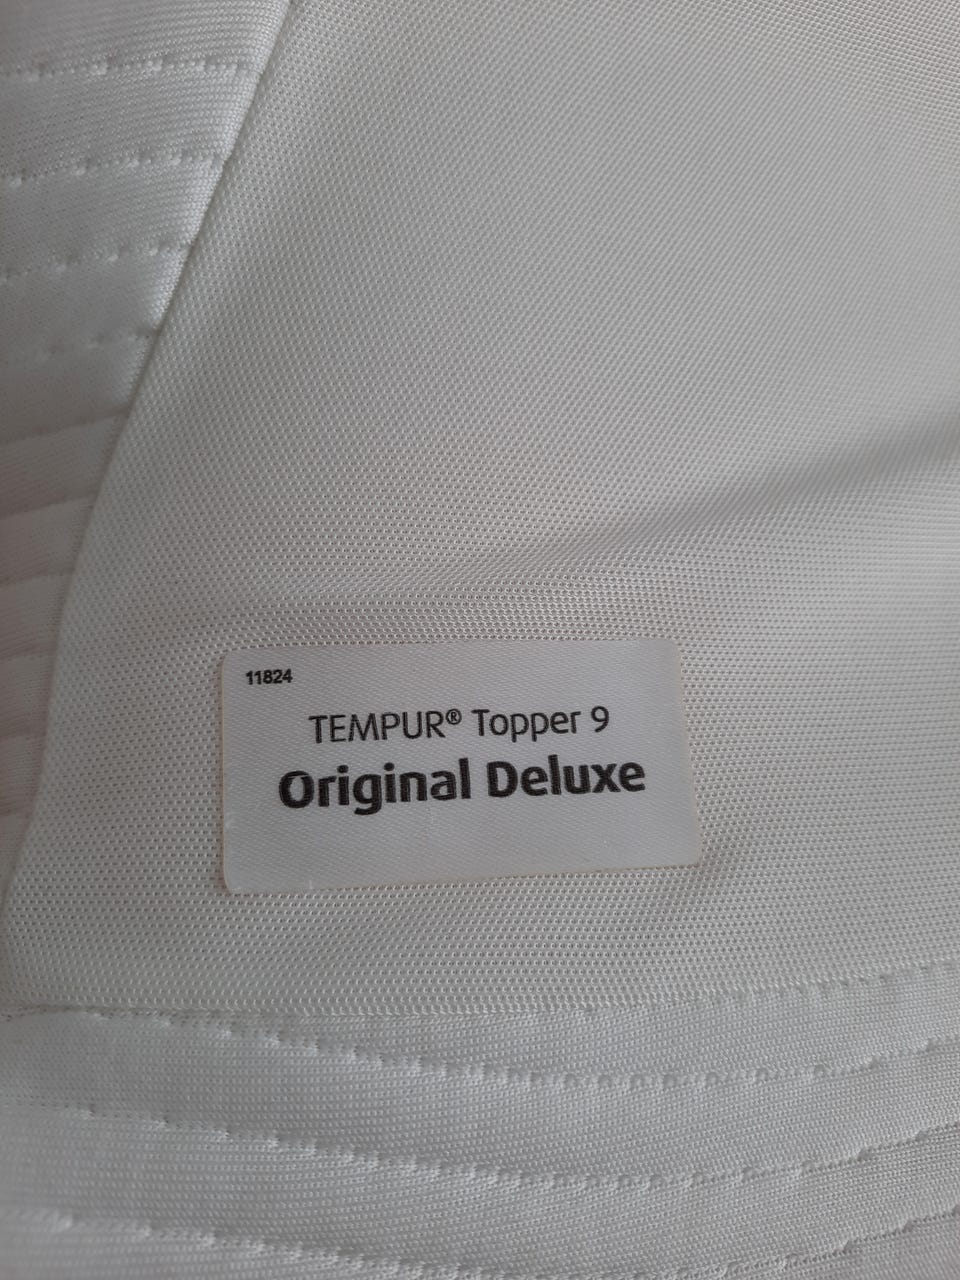 11824
TEMPUR® Topper 9
Original Deluxe